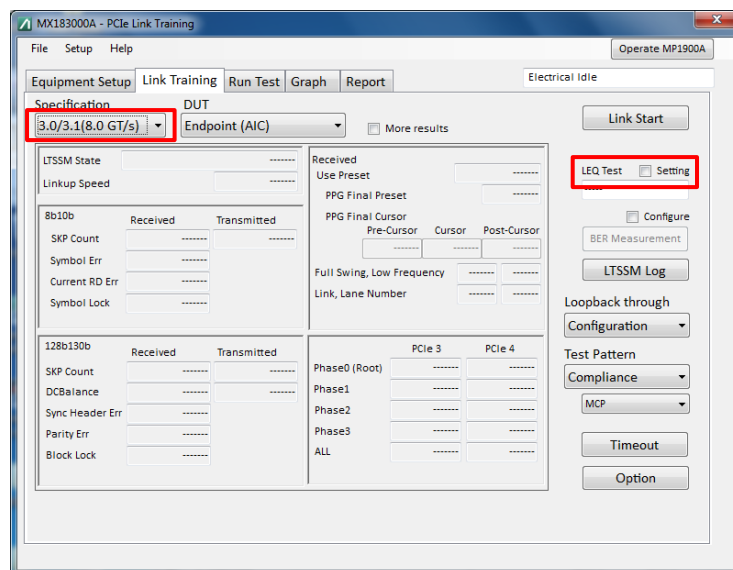 MX183000A - PCIe Link Training
File Setup Help
Operate MP1900A
Equipment Setup Link Training Run Test Graph Report
Electrical Idle
Specification DUT
3.0/3.1(8.0 GT/s) Endpoint (AIC) More results
Link Start
LTSSM State -------
Linkup Speed -------
Received
Use Preset -------
PPG Final Preset -------
PPG Final Cursor
Pre-Cursor Cursor Post-Cursor
------- ------- -------
Full Swing, Low Frequency ------- -------
Link, Lane Number ------- -------
8b10b Received Transmitted
SKP Count ------- -------
Symbol Err -------
Current RD Err -------
Symbol Lock -------
128b130b Received Transmitted
SKP Count ------- -------
DCBalance ------- -------
Sync Header Err -------
Parity Err -------
Block Lock -------
PCIe 3 PCIe 4
Phase0 (Root) ------- -------
Phase1 ------- -------
Phase2 ------- -------
Phase3 ------- -------
ALL ------- -------
LEQ Test Setting
-----
Configure
BER Measurement
LTSSM Log
Loopback through
Configuration
Test Pattern
Compliance
MCP
Timeout
Option